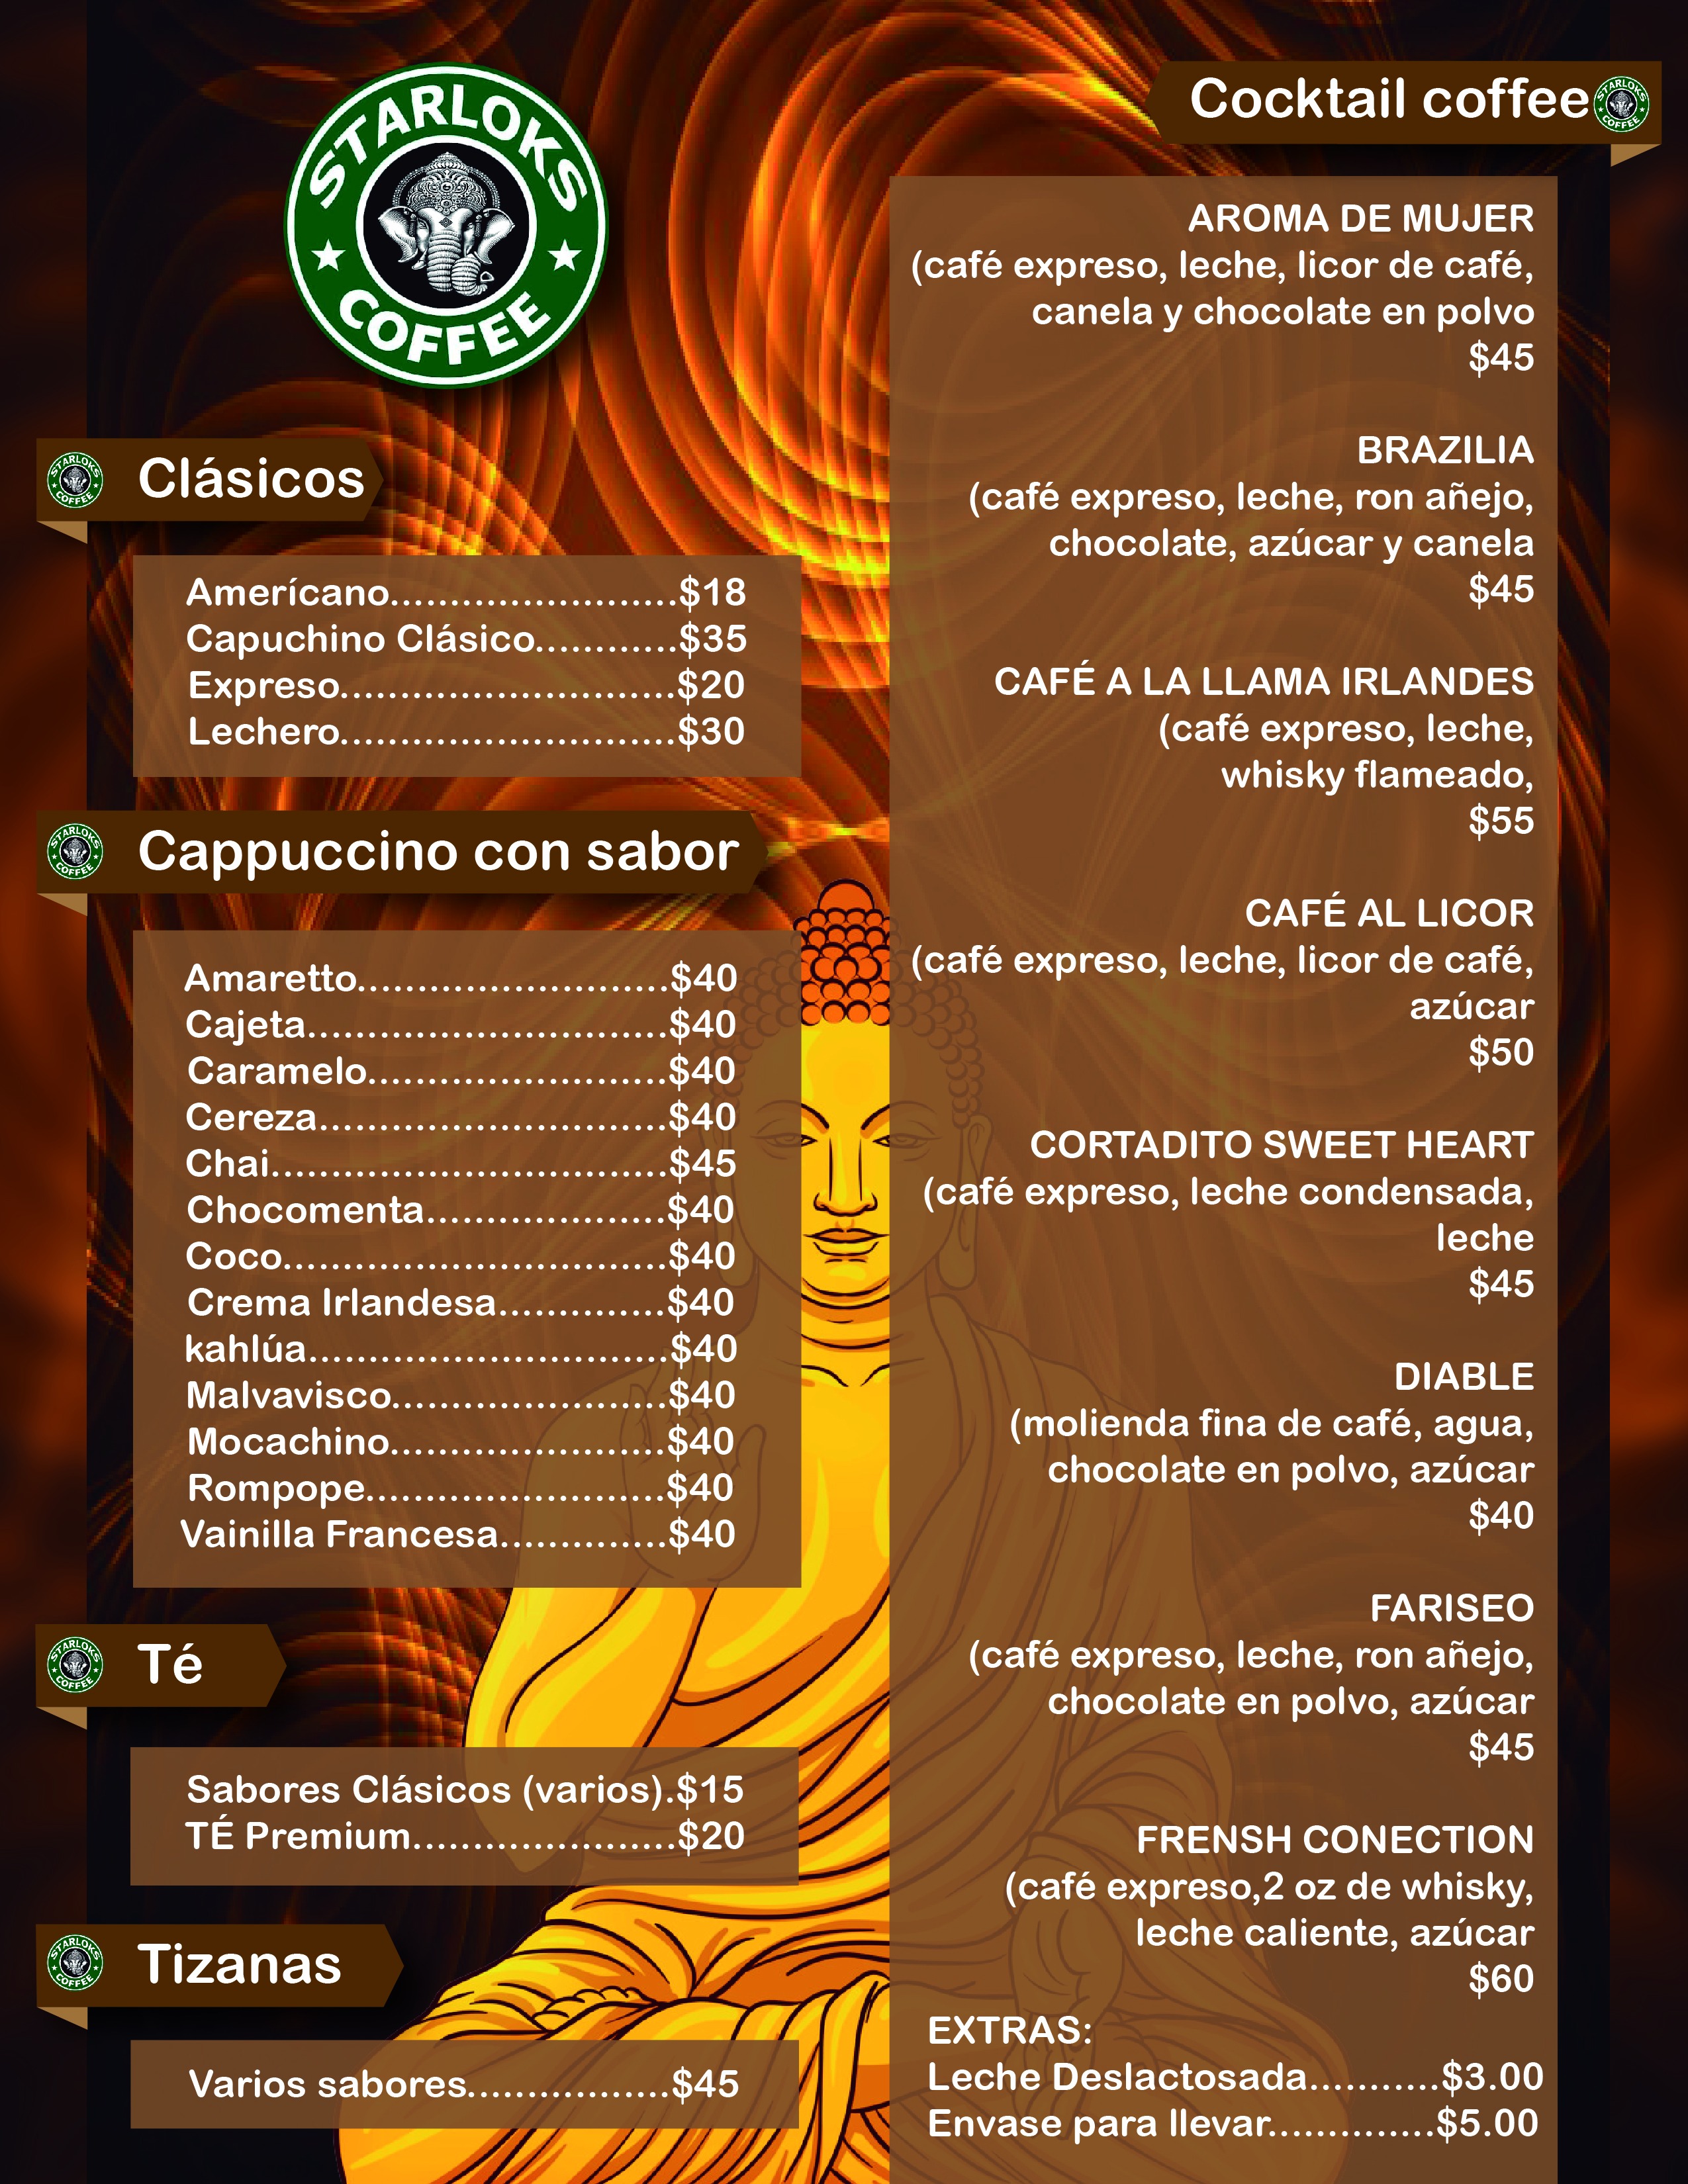 STARLOKS
COFFEE
Clásicos
Amerícano........................$18
Capuchino Clásico............$35
Expreso............................$20
Lechero............................$30
Cappuccino con sabor
Amaretto..........................$40
Cajeta..............................$40
Caramelo.........................$40
Cereza.............................$40
Chai.................................$45
Chocomenta....................$40
Coco................................$40
Crema Irlandesa..............$40
kahlúa..............................$40
Malvavisco.......................$40
Mocachino.......................$40
Rompope.........................$40
Vainilla Francesa..............$40
Té
Sabores Clásicos (varios).$15
TÉ Premium......................$20
Tizanas
Varios sabores.................$45
Cocktail coffee
AROMA DE MUJER
(café expreso, leche, licor de café,
canela y chocolate en polvo
$45
BRAZILIA
(café expreso, leche, ron añejo,
chocolate, azúcar y canela
$45
CAFÉ A LA LLAMA IRLANDES
(café expreso, leche,
whisky flameado,
$55
CAFÉ AL LICOR
(café expreso, leche, licor de café,
azúcar
$50
CORTADITO SWEET HEART
(café expreso, leche condensada,
leche
$45
DIABLE
(molienda fina de café, agua,
chocolate en polvo, azúcar
$40
FARISEO
(café expreso, leche, ron añejo,
chocolate en polvo, azúcar
$45
FRENSH CONECTION
(café expreso,2 oz de whisky,
leche caliente, azúcar
$60
EXTRAS:
Leche Deslactosada...........$3.00
Envase para llevar..............$5.00